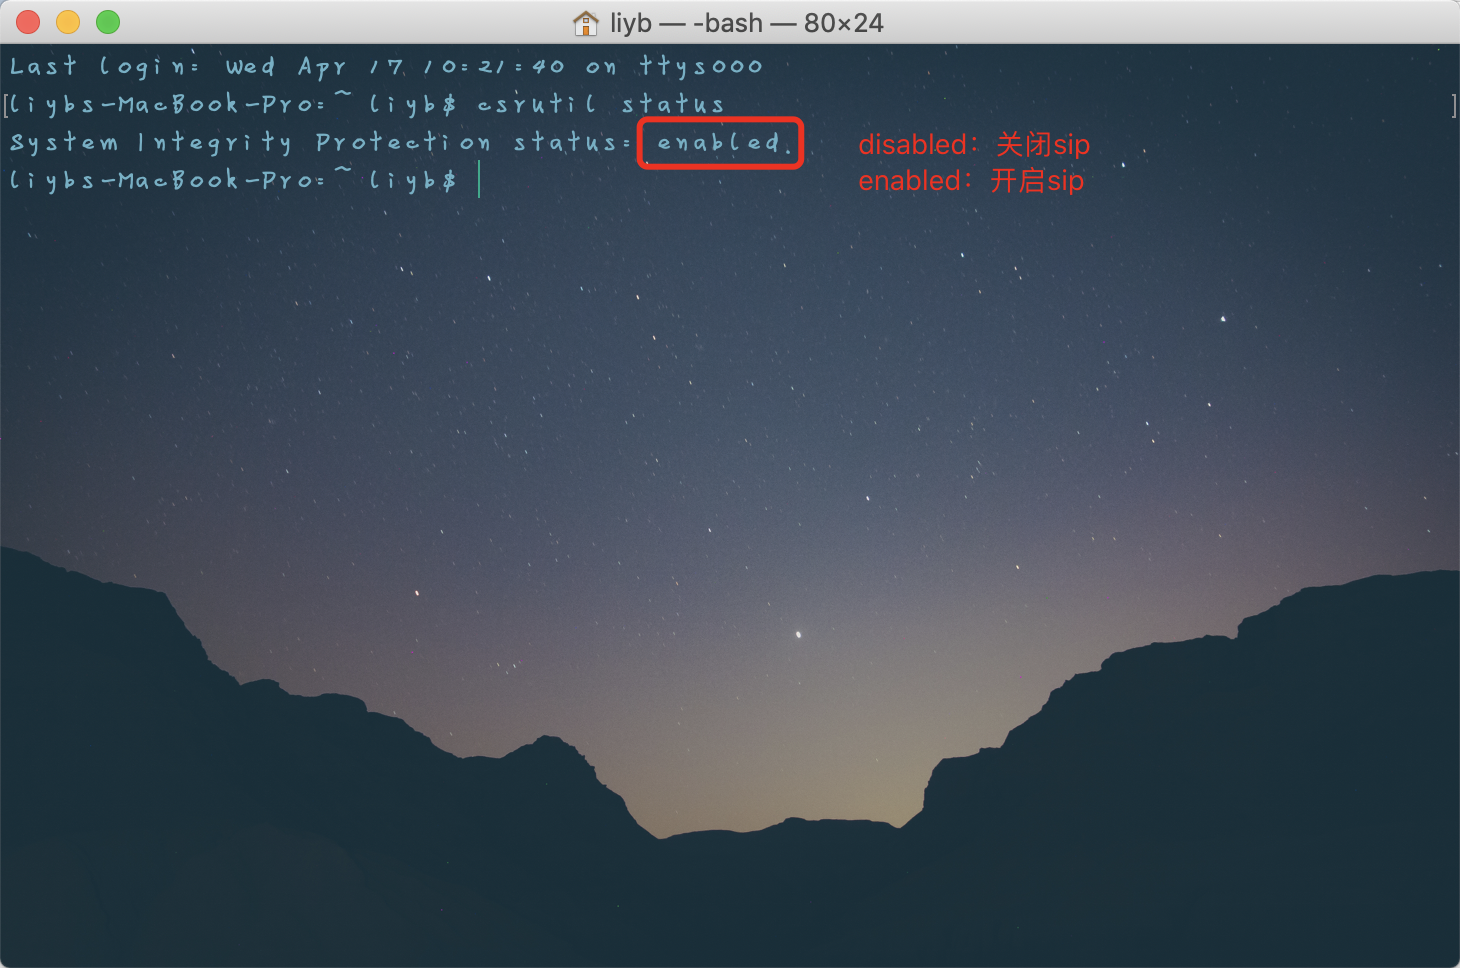 liyb — -bash — 80×24
Last login: Wed Apr 17 10:21:40 on ttys000
[liybs-MacBook-Pro:~ liyb$ csrutil status ]
System Integrity Protection status: enabled.
disabled：关闭sip
liybs-MacBook-Pro:~ liyb$
enabled：开启sip